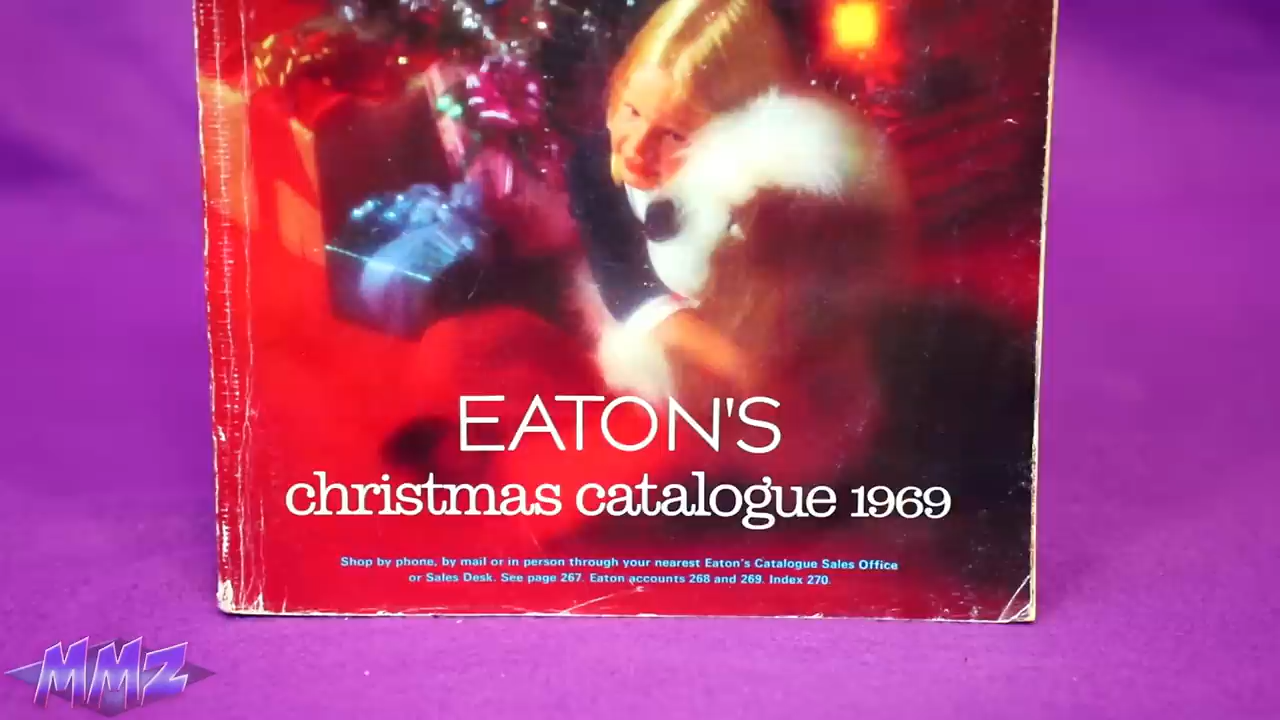 EATON'S
christmas catalogue 1969
Shop by phone, by mail or in person through your nearest Eaton's Catalogue Sales Office
or Sales Desk. See page 267. Eaton accounts 268 and 269. Index 270.
MMZ